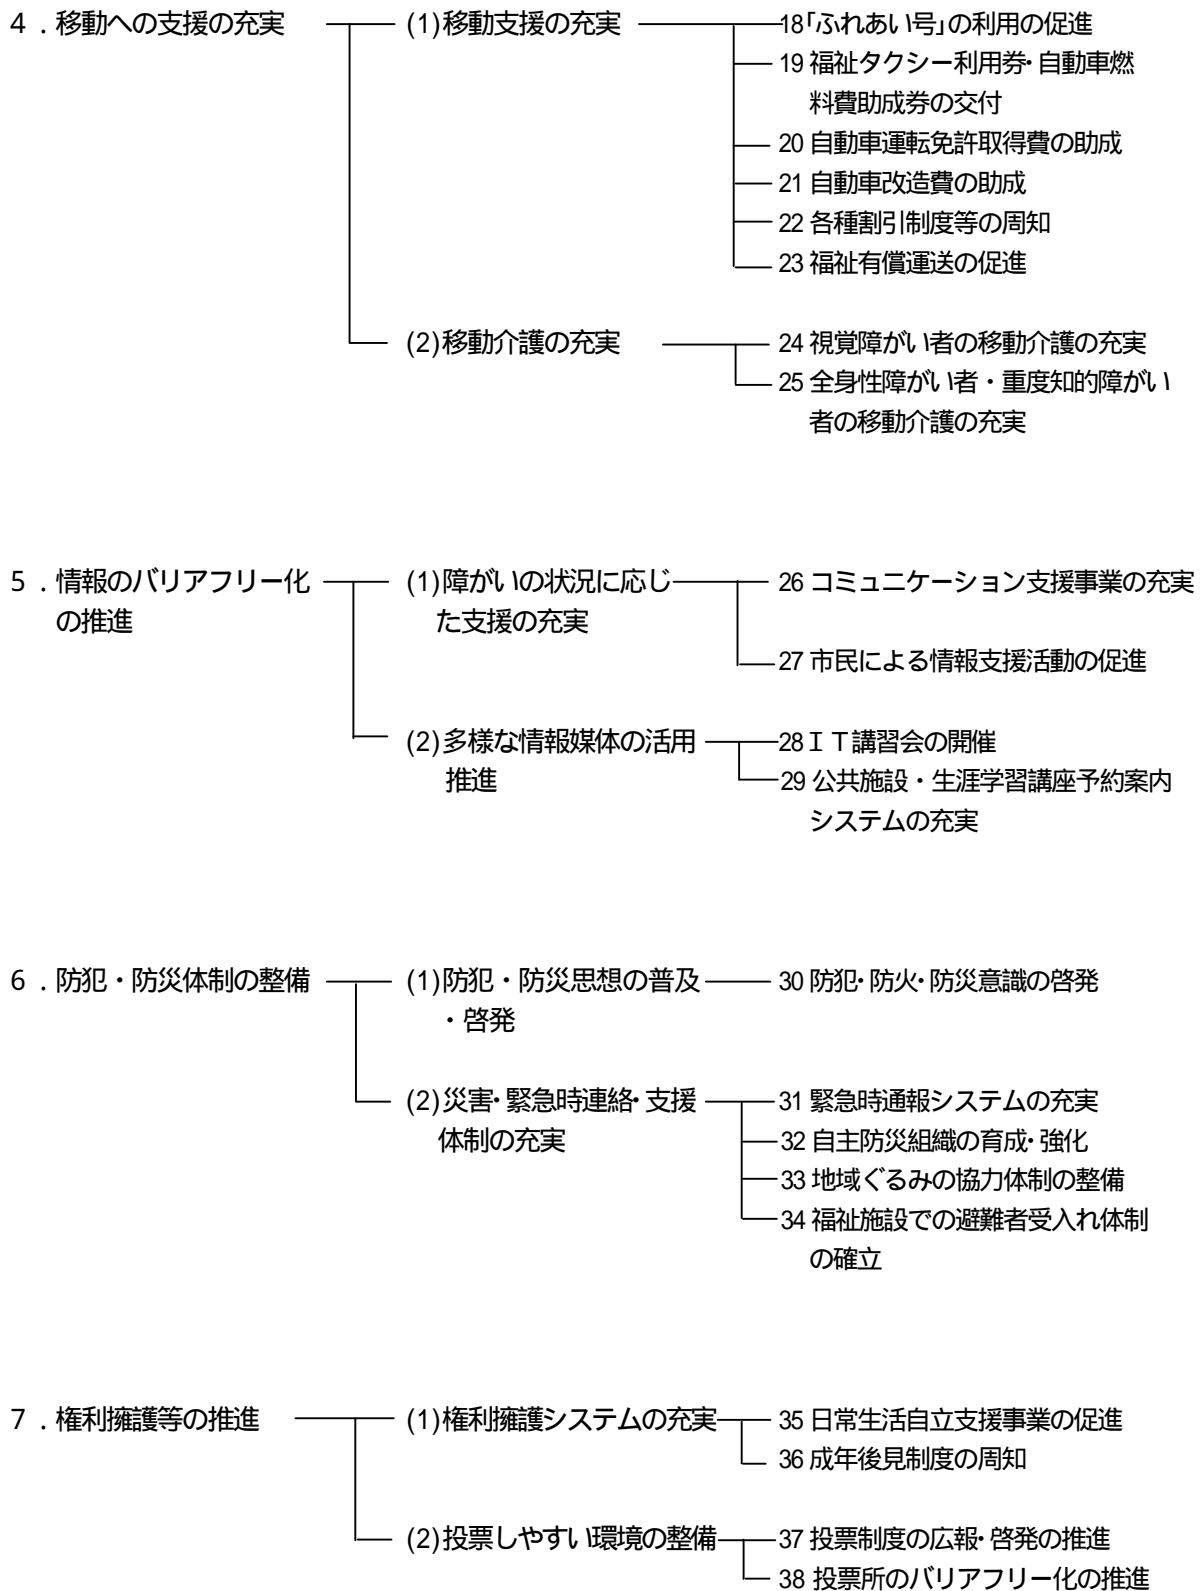 4．移動への支援の充実
(1)移動支援の充実
18「ふれあい号」の利用の促進
19 福祉タクシー利用券・自動車燃
料費助成券の交付
20 自動車運転免許取得費の助成
21 自動車改造費の助成
22 各種割引制度等の周知
23 福祉有償運送の促進
(2)移動介護の充実
24 視覚障がい者の移動介護の充実
25 全身性障がい者・重度知的障がい
者の移動介護の充実
5．情報のバリアフリー化
の推進
(1)障がいの状況に応じ
た支援の充実
26 コミュニケーション支援事業の充実
27 市民による情報支援活動の促進
(2)多様な情報媒体の活用
推進
28 ＩＴ講習会の開催
29 公共施設・生涯学習講座予約案内
システムの充実
6．防犯・防災体制の整備
(1)防犯・防災思想の普及
・啓発
30 防犯・防火・防災意識の啓発
(2)災害・緊急時連絡・支援
体制の充実
31 緊急時通報システムの充実
32 自主防災組織の育成・強化
33 地域ぐるみの協力体制の整備
34 福祉施設での避難者受入れ体制
の確立
7．権利擁護等の推進
(1)権利擁護システムの充実
35 日常生活自立支援事業の促進
36 成年後見制度の周知
(2)投票しやすい環境の整備
37 投票制度の広報・啓発の推進
38 投票所のバリアフリー化の推進